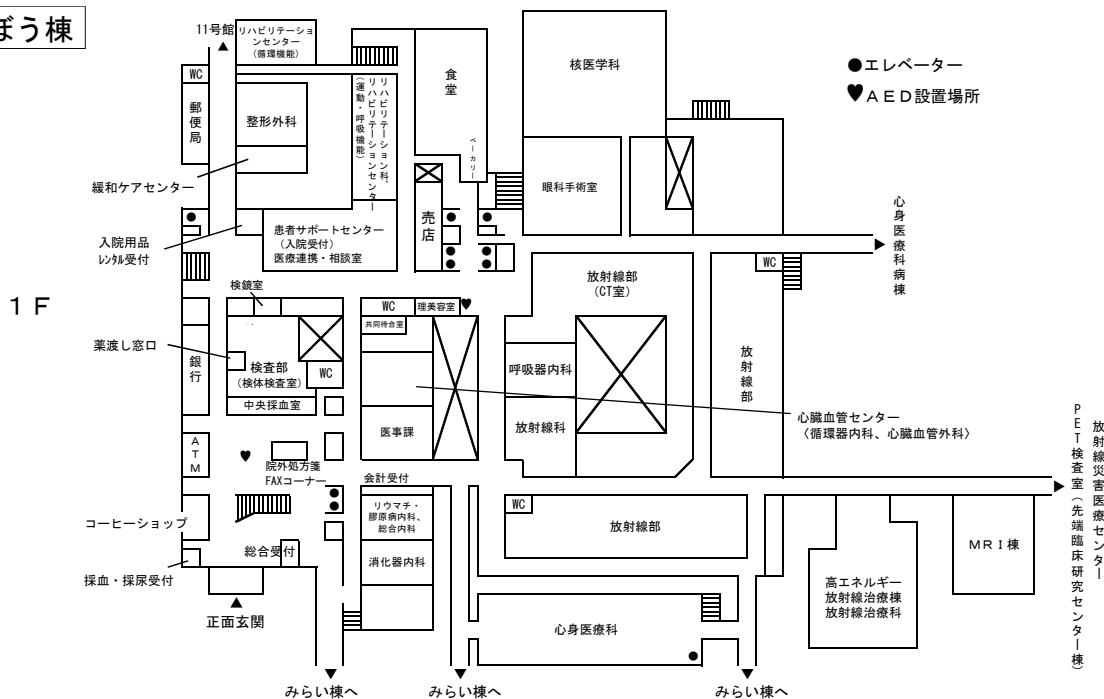 ぼう棟
1F
●エレベーター
♥AED設置場所
11号館
リハビリテーショ
ンセンター
(循環機能)
WC
郵便局
整形外科
緩和ケアセンター
リハビリテーション科、
リハビリテーションセンター
(運動・呼吸機能)
食堂
ベーカリー
売店
核医学科
眼科手術室
心身医療科病棟
入院用品
レンタル受付
患者サポートセンター
(入院受付)
医療連携・相談室
検鏡室
WC
理美容室
共同待合室
放射線部
(CT室)
WC
薬渡し窓口
銀行
検査部
(検体検査室)
WC
中央採血室
呼吸器内科
放射線部
医事課
放射線科
心臓血管センター
〈循環器内科、心臓血管外科〉
ATM
院外処方箋
FAXコーナー
会計受付
放射線災害医療センター
PET検査室(先端臨床研究センター棟)
コーヒーショップ
リウマチ・
膠原病内科、
総合内科
WC
放射線部
MRI棟
総合受付
消化器内科
採血・採尿受付
高エネルギー
放射線治療棟
放射線治療科
正面玄関
心身医療科
みらい棟へ
みらい棟へ
みらい棟へ